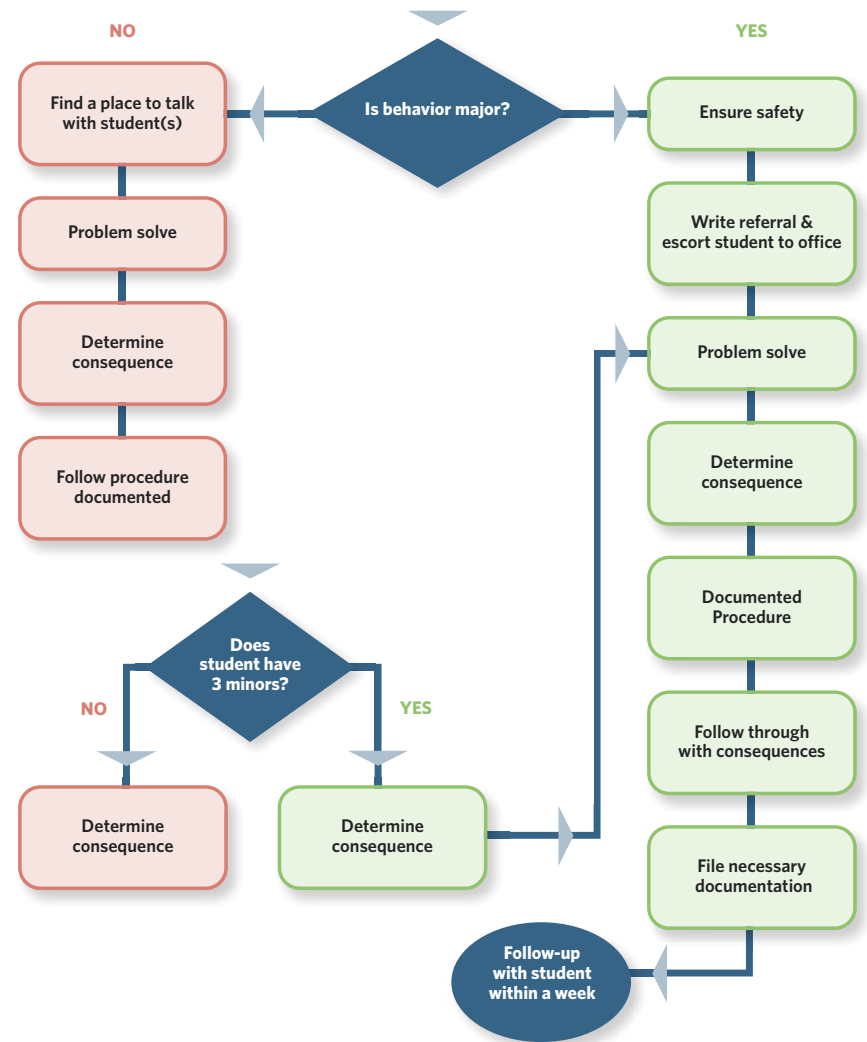 NO
Is behavior major?
YES
Find a place to talk
with student(s)
Problem solve
Determine
consequence
Follow procedure
documented
Ensure safety
Write referral &
escort student to office
Problem solve
Determine
consequence
Documented
Procedure
Follow through
with consequences
File necessary
documentation
Does
student have
3 minors?
NO
YES
Determine
consequence
Determine
consequence
Follow-up
with student
within a week